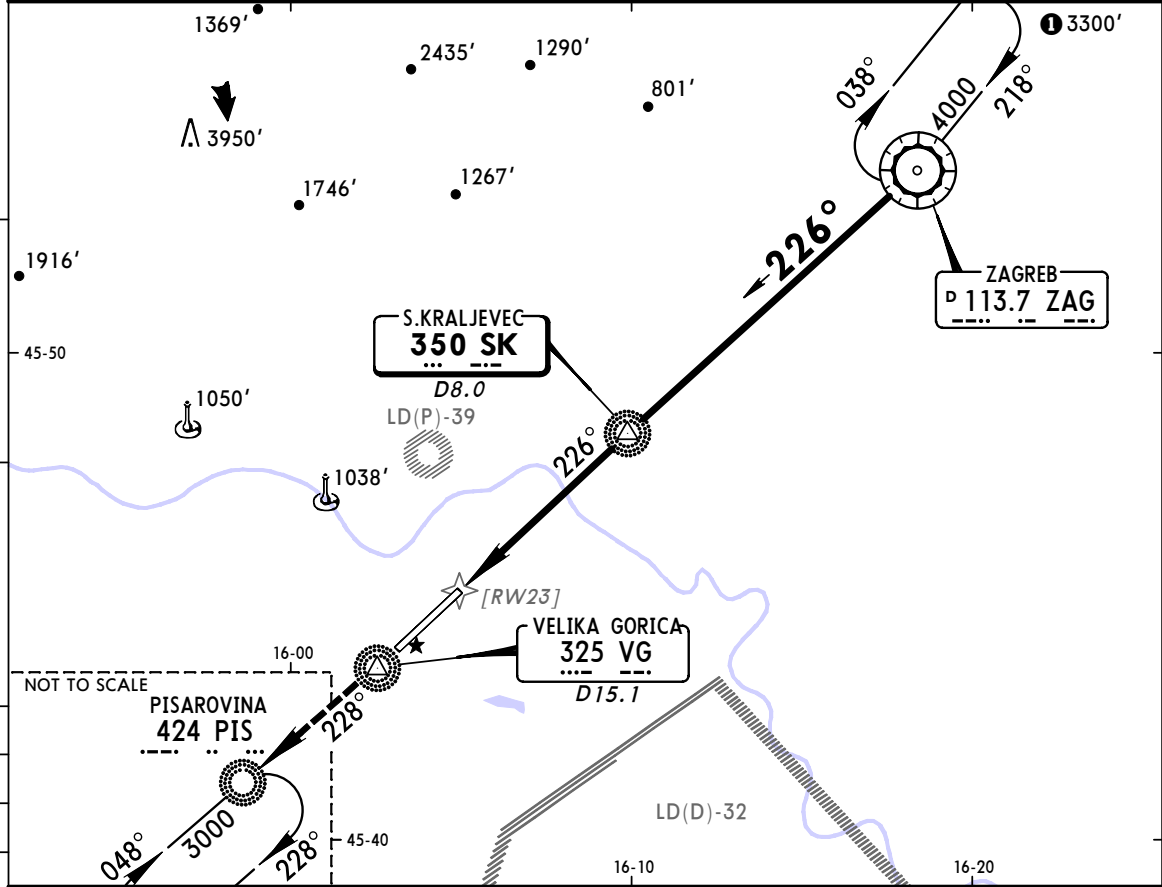 1369'
2435'
1290'
❶ 3300'
801'
038°
4000
218°
3950'
1746'
1267'
226°
1916'
ZAGREB
D 113.7 ZAG
S.KRALJEVEC
350 SK
D8.0
45-50
1050'
LD(P)-39
226°
1038'
[RW23]
VELIKA GORICA
325 VG
D15.1
16-00
NOT TO SCALE
PISAROVINA
424 PIS
228°
LD(D)-32
048°
3000
228°
45-40
16-10
16-20